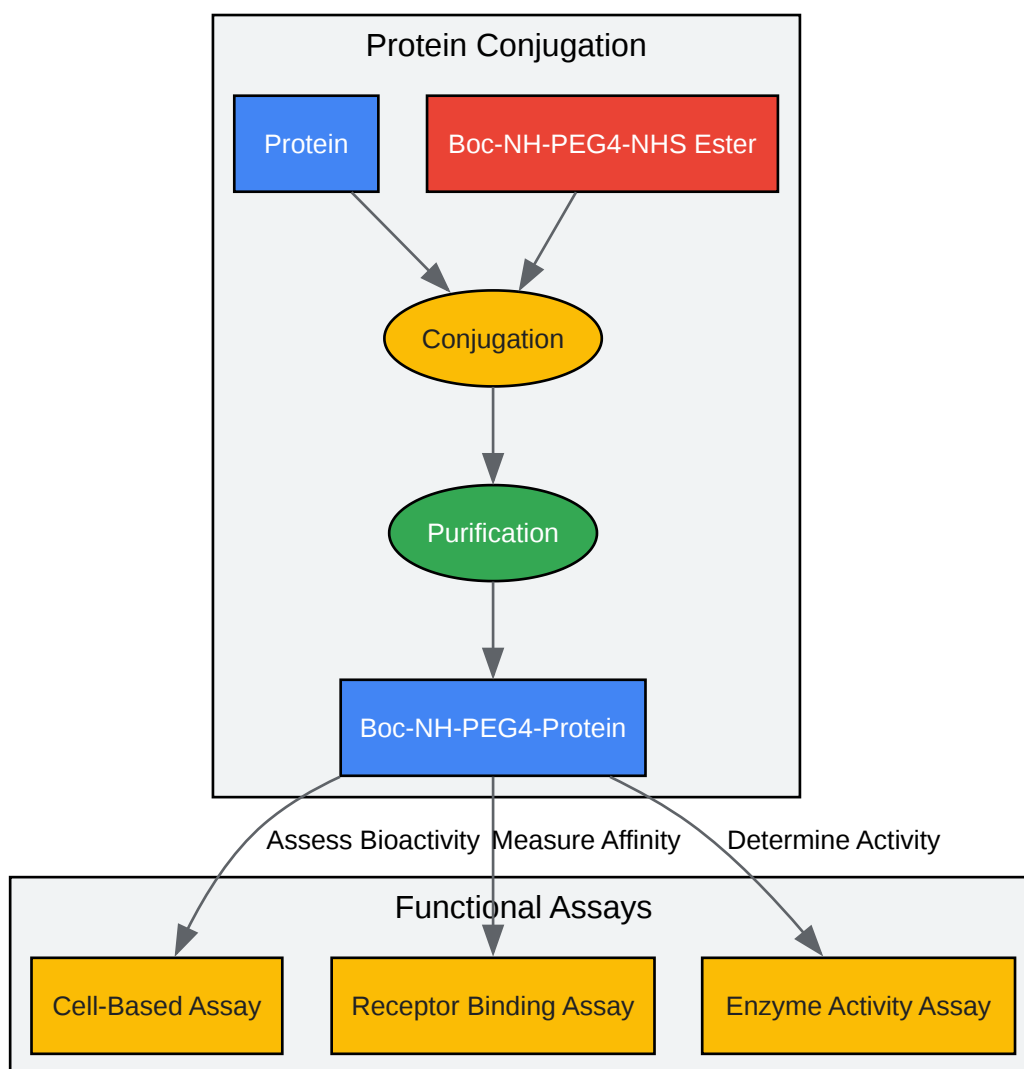 Protein Conjugation
Protein
Boc-NH-PEG4-NHS Ester
Conjugation
Purification
Boc-NH-PEG4-Protein
Assess Bioactivity
Measure Affinity
Determine Activity
Functional Assays
Cell-Based Assay
Receptor Binding Assay
Enzyme Activity Assay